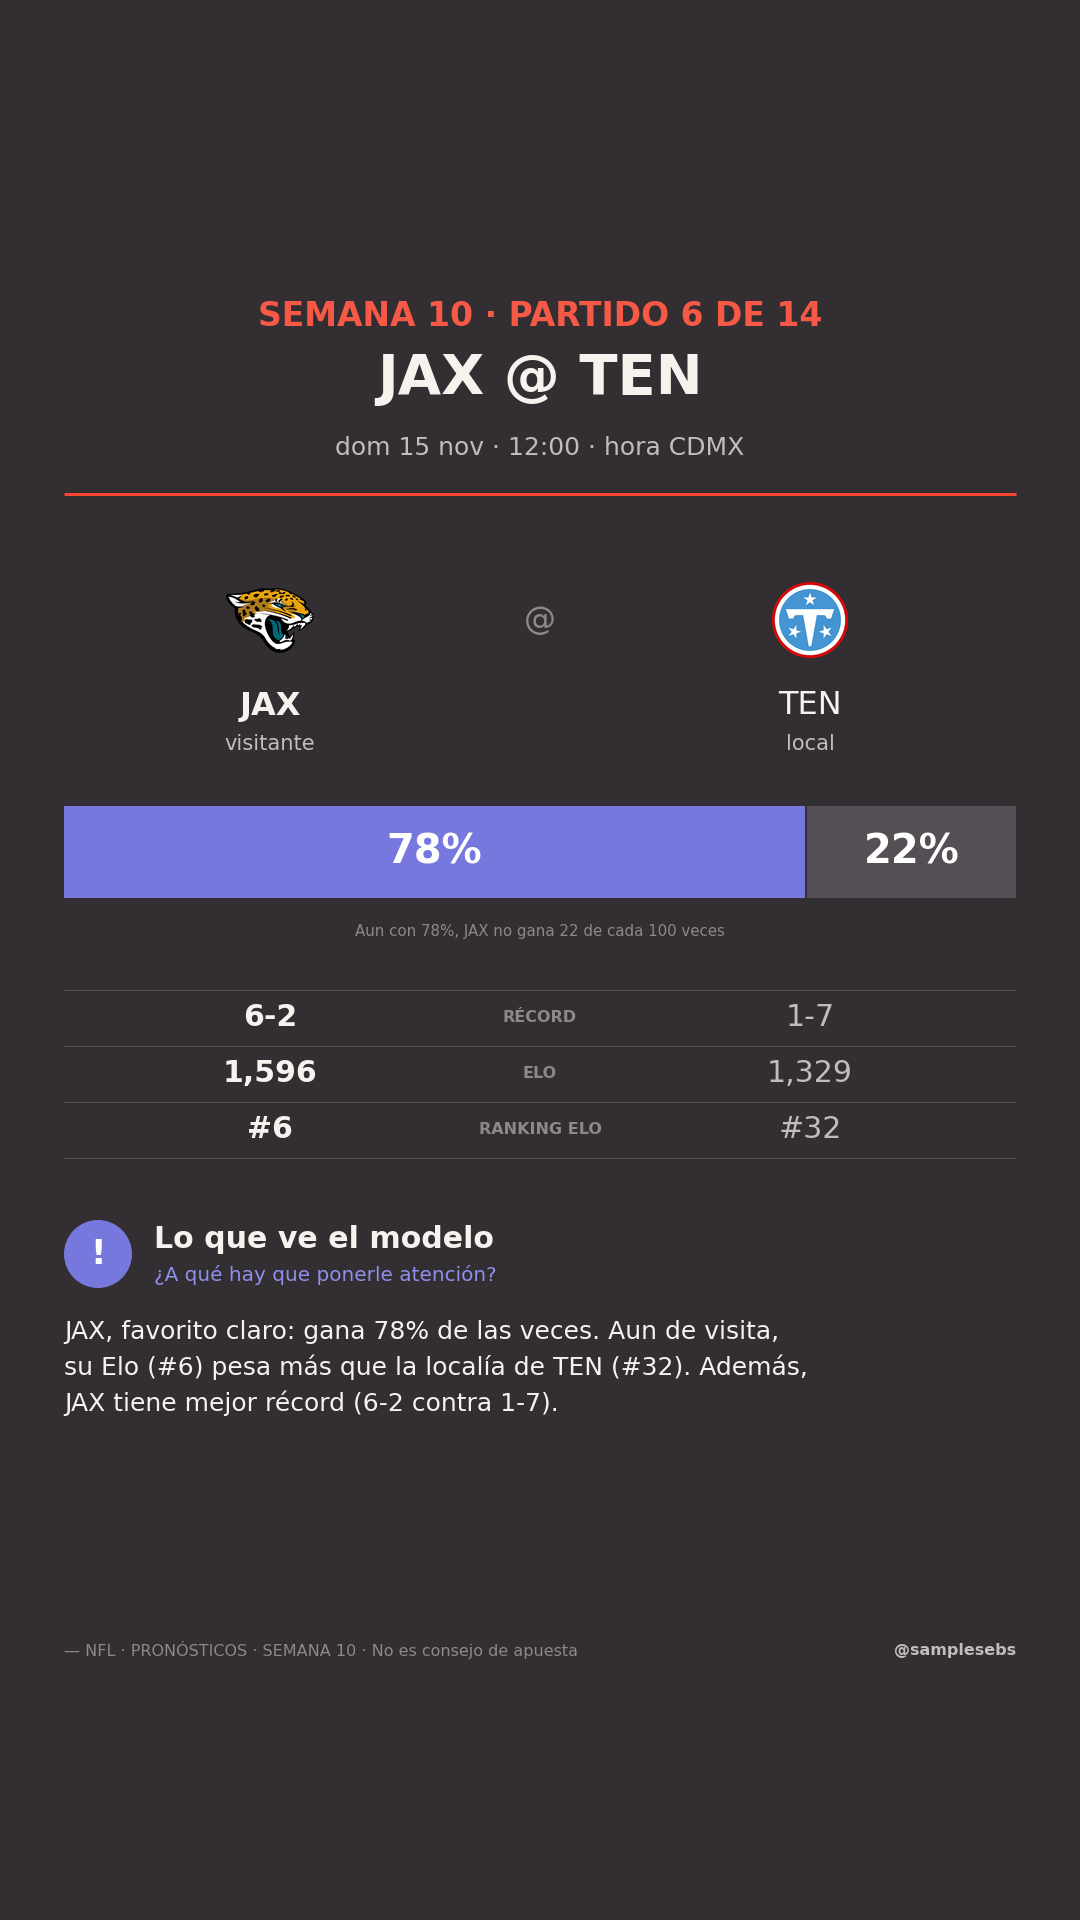 SEMANA 10 · PARTIDO 6 DE 14
JAX @ TEN
dom 15 nov · 12:00 · hora CDMX
@
JAX
TEN
visitante
local
78%
22%
Aun con 78%, JAX no gana 22 de cada 100 veces
6-2 RÉCORD 1-7
1,596 ELO 1,329
#6 RANKING ELO #32
!
Lo que ve el modelo
¿A qué hay que ponerle atención?
JAX, favorito claro: gana 78% de las veces. Aun de visita,
su Elo (#6) pesa más que la localía de TEN (#32). Además,
JAX tiene mejor récord (6-2 contra 1-7).
— NFL · PRONÓSTICOS · SEMANA 10 · No es consejo de apuesta
@samplesebs